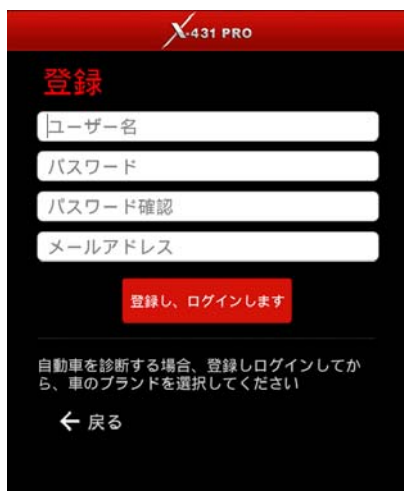 X-431 PRO
登録
ユーザー名
パスワード
パスワード確認
メールアドレス
登録し、ログインします
自動車を診断する場合、登録しログインしてか
ら、車のブランドを選択してください
戻る